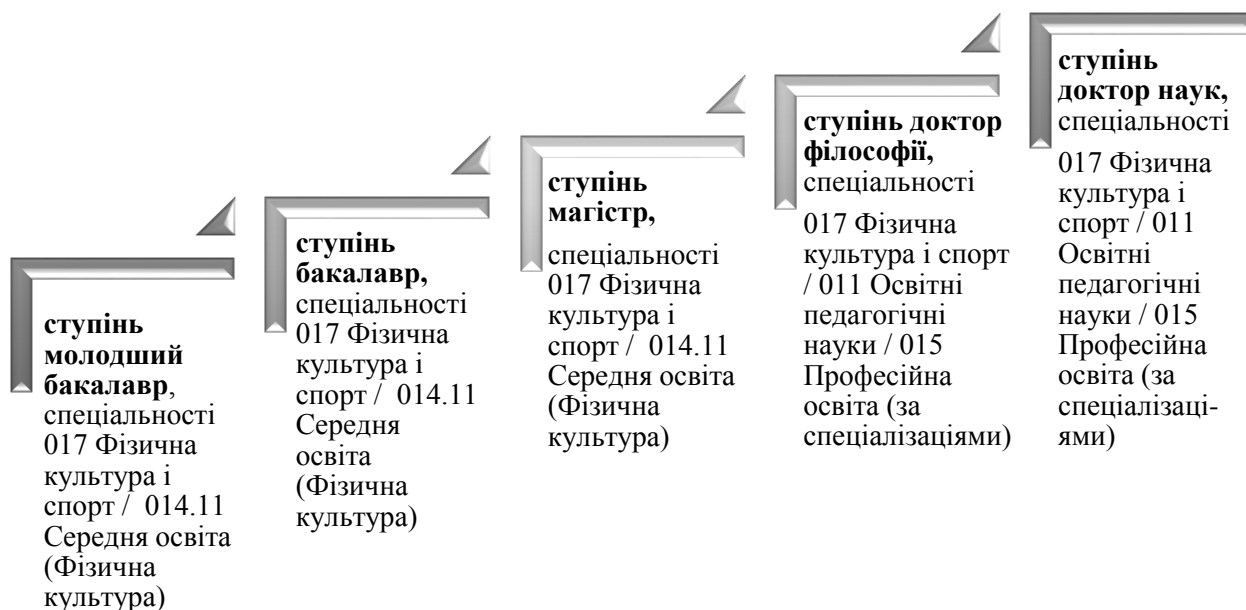 ступінь
молодший
бакалавр,
спеціальності
017 Фізична
культура і
спорт / 014.11
Середня освіта
(Фізична
культура)
ступінь
бакалавр,
спеціальності
017 Фізична
культура і
спорт / 014.11
Середня
освіта
(Фізична
культура)
ступінь
магістр,
спеціальності
017 Фізична
культура і
спорт / 014.11
Середня освіта
(Фізична
культура)
ступінь доктор
філософії,
спеціальності
017 Фізична
культура і спорт
/ 011 Освітні
педагогічні
науки / 015
Професійна
освіта (за
спеціалізаціями)
ступінь
доктор наук,
спеціальності
017 Фізична
культура і
спорт / 011
Освітні
педагогічні
науки / 015
Професійна
освіта (за
спеціалізаці-
ями)